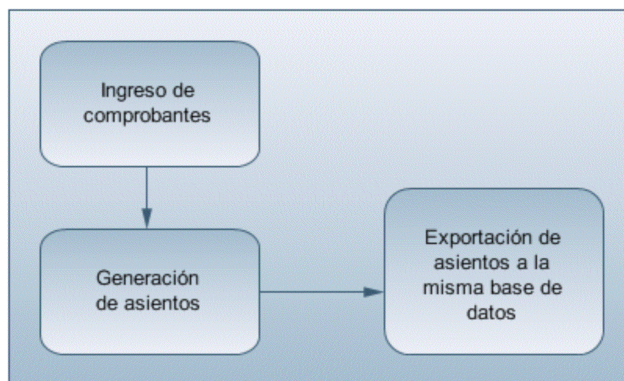 Ingreso de
comprobantes
Generación
de asientos
Exportación de
asientos a la
misma base de
datos